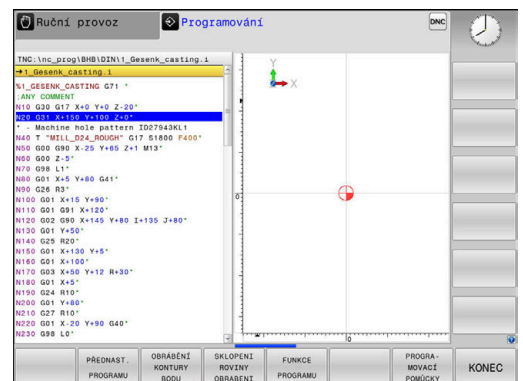 Ruční provoz
Programování
DNC
TNC:\nc_prog\BHB\DIN\1_Gesenk_casting.i
→1_Gesenk_casting.i
%1_GESENK_CASTING G71 *
;ANY COMMENT
N10 G30 G17 X+0 Y+0 Z-20*
N20 G31 X+150 Y+100 Z+0*
* - Machine hole pattern ID27943KL1
N40 T "MILL_D24_ROUGH" G17 S1800 F400*
N50 G00 G90 X-25 Y+65 Z+1 M13*
N60 G00 Z-5*
N70 G98 L1*
N80 G01 X+5 Y+60 G41*
N90 G26 R3*
N100 G01 X+15 Y+90*
N110 G01 G91 X+120*
N120 G02 G90 X+145 Y+80 I+135 J+80*
N130 G01 Y+50*
N140 G25 R20*
N150 G01 X+130 Y+5*
N160 G01 X+100*
N170 G03 X+50 Y+12 R+30*
N180 G01 X+5*
N190 G24 R10*
N200 G01 Y+80*
N210 G27 R10*
N220 G01 X-20 Y+90 G40*
N230 G98 L0*
Y
X
0
0
PŘEDNAST. PROGRAMU
OBRÁBĚNÍ KONTURY BODU
SKLOPENÍ ROVINY OBRÁBENÍ
FUNKCE PROGRAMU
PROGRA- MOVACÍ POMŮCKY
KONEC